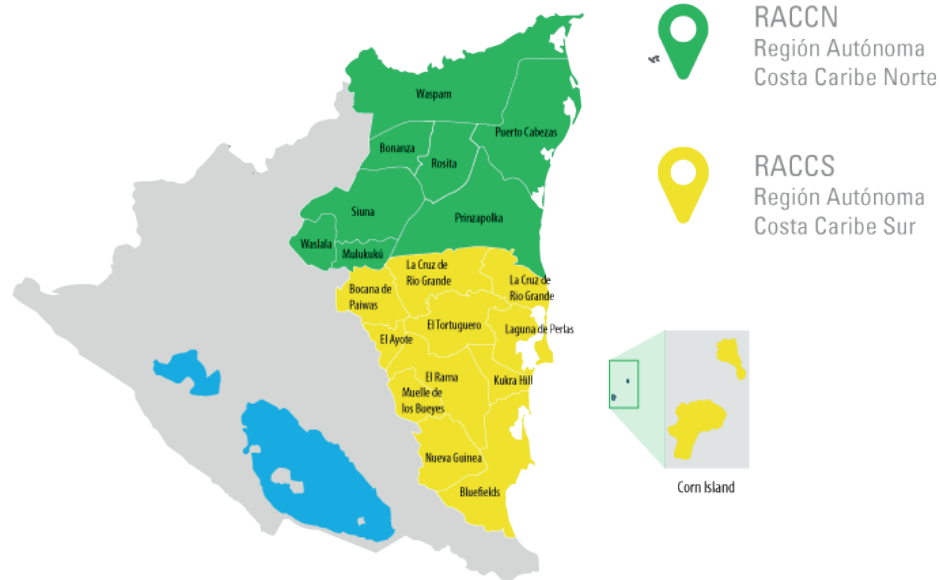 RACCN
Región Autónoma
Costa Caribe Norte
RACCS
Región Autónoma
Costa Caribe Sur
Waspam
Puerto Cabezas
Bonanza
Rosita
Siuna
Prinzapolka
Waslala
Mulukukú
La Cruz de
Rio Grande
La Cruz de
Rio Grande
Bocana de
Paiwas
El Tortuguero
Laguna de Perlas
El Ayote
El Rama
Kukra Hill
Muelle de
los Bueyes
Nueva Guinea
Bluefields
Corn Island